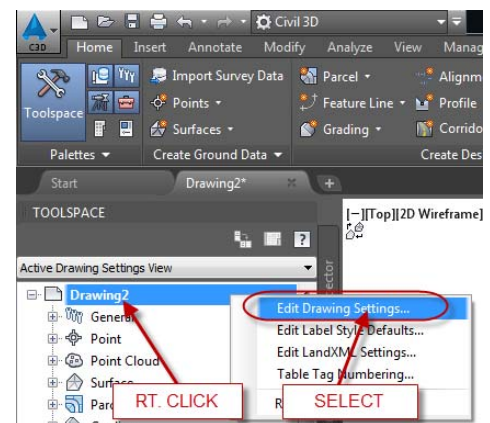 Civil 3D
C3D
Home Insert Annotate Modify Analyze View Manag
Toolspace
Import Survey Data
Points
Surfaces
Parcel
Feature Line
Grading
Alignm
Profile
Corrido
Palettes Create Ground Data Create Des
Start Drawing2* +
TOOLSPACE
[-][Top][2D Wireframe]
Active Drawing Settings View
Drawing2
General
Point
Point Cloud
Surface
Parc
Edit Drawing Settings...
Edit Label Style Defaults...
Edit LandXML Settings...
Table Tag Numbering...
R
RT. CLICK
SELECT